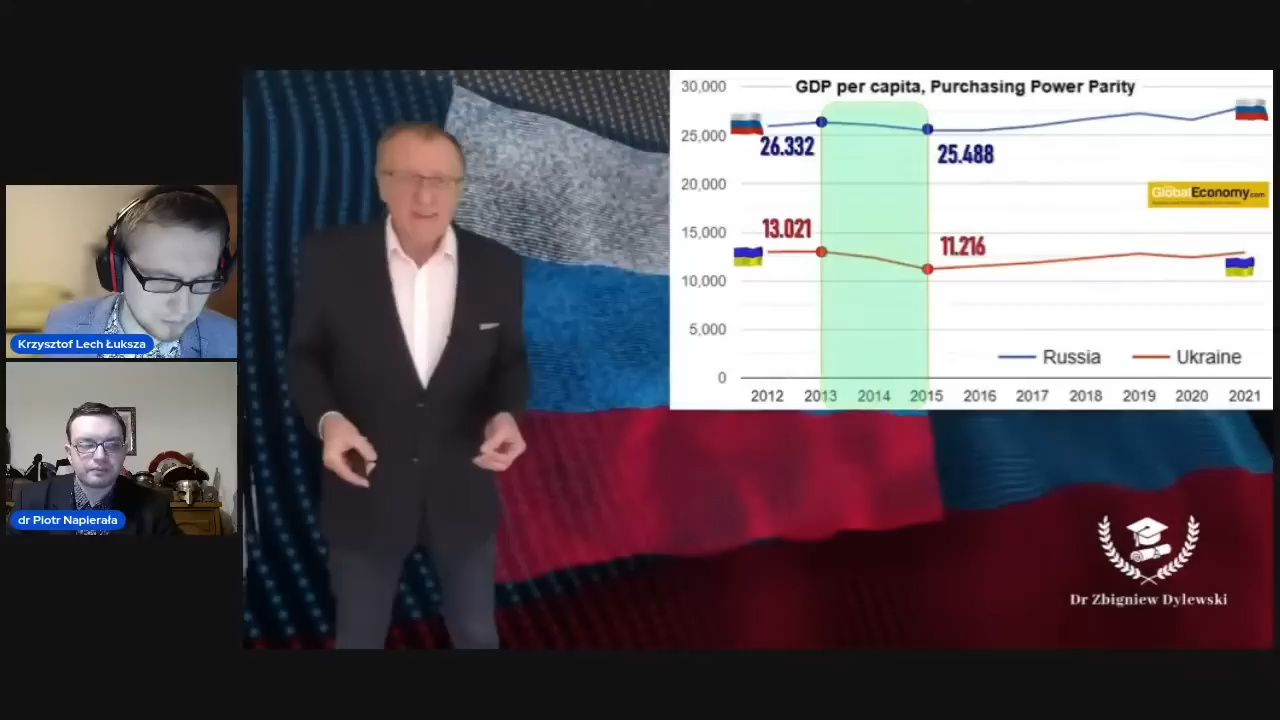 Krzysztof Lech Łuksza
dr Piotr Napierała
GDP per capita, Purchasing Power Parity
30,000
25,000
20,000
15,000
10,000
5,000
0
26.332
25.488
GlobalEconomy.com
13.021
11.216
Russia
Ukraine
2012 2013 2014 2015 2016 2017 2018 2019 2020 2021
Dr Zbigniew Dylewski